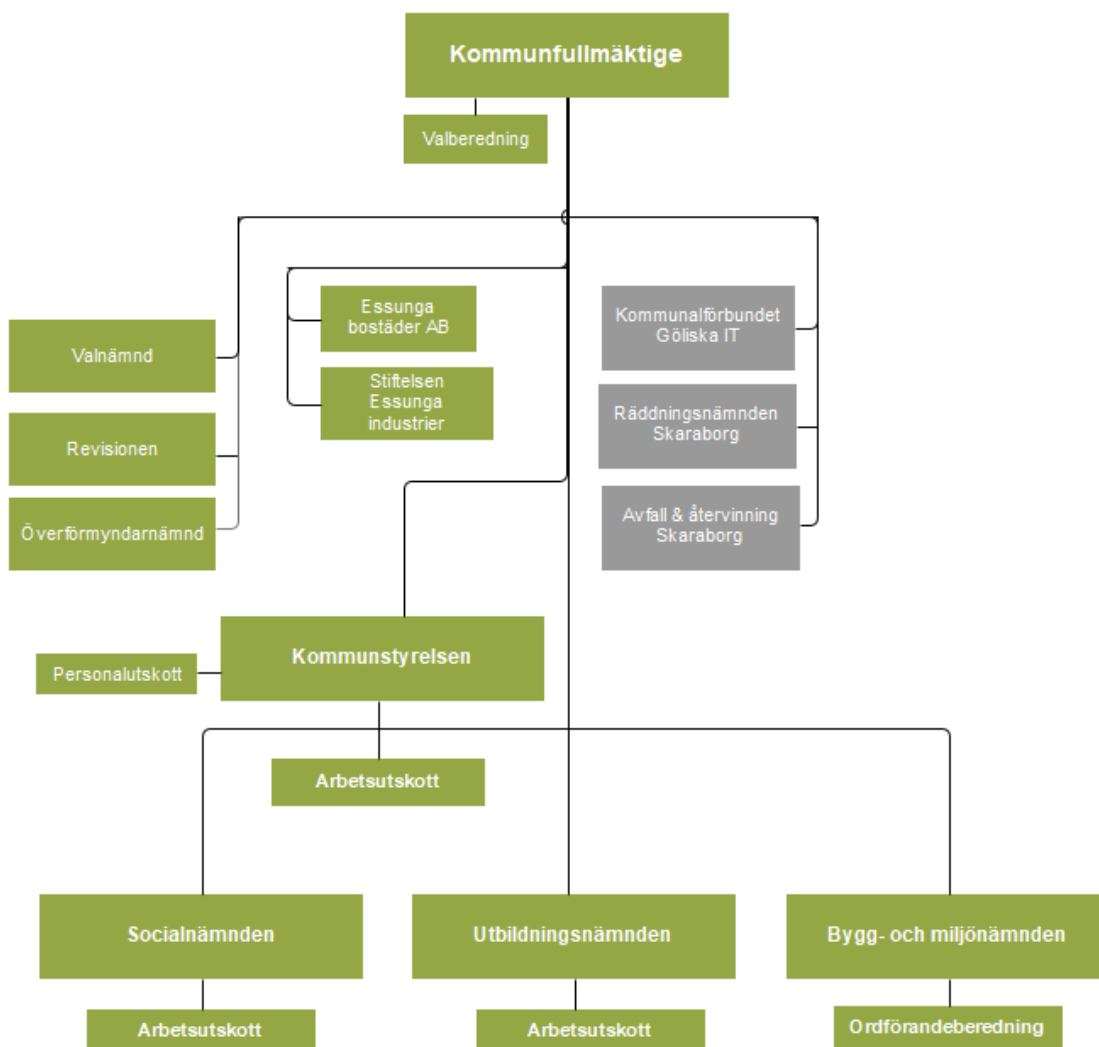 Kommunfullmäktige
Valberedning
Essunga
bostäder AB
Kommunalförbundet
Göliska IT
Valnämnd
Stiftelsen
Essunga
industrier
Räddningsnämnden
Skaraborg
Revisionen
Avfall & återvinning
Skaraborg
Överförmyndarnämnd
Kommunstyrelsen
Personalutskott
Arbetsutskott
Socialnämnden
Utbildningsnämnden
Bygg- och miljönämnden
Arbetsutskott
Arbetsutskott
Ordförandeberedning